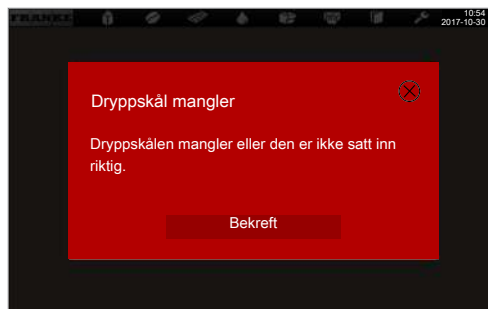 FRANKE
10:54
2017-10-30
Dryppskål mangler
Dryppskålen mangler eller den er ikke satt inn
riktig.
Bekreft